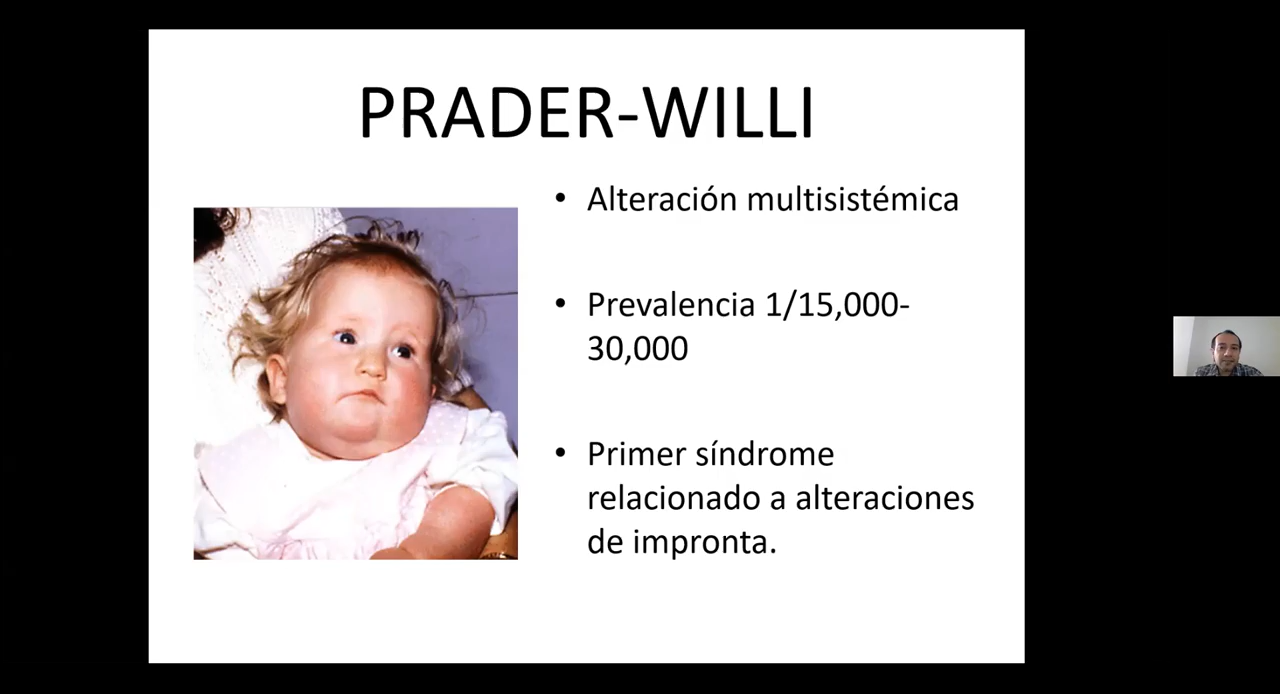 PRADER-WILLI
• Alteración multisistémica
• Prevalencia 1/15,000-
30,000
• Primer síndrome
relacionado a alteraciones
de impronta.